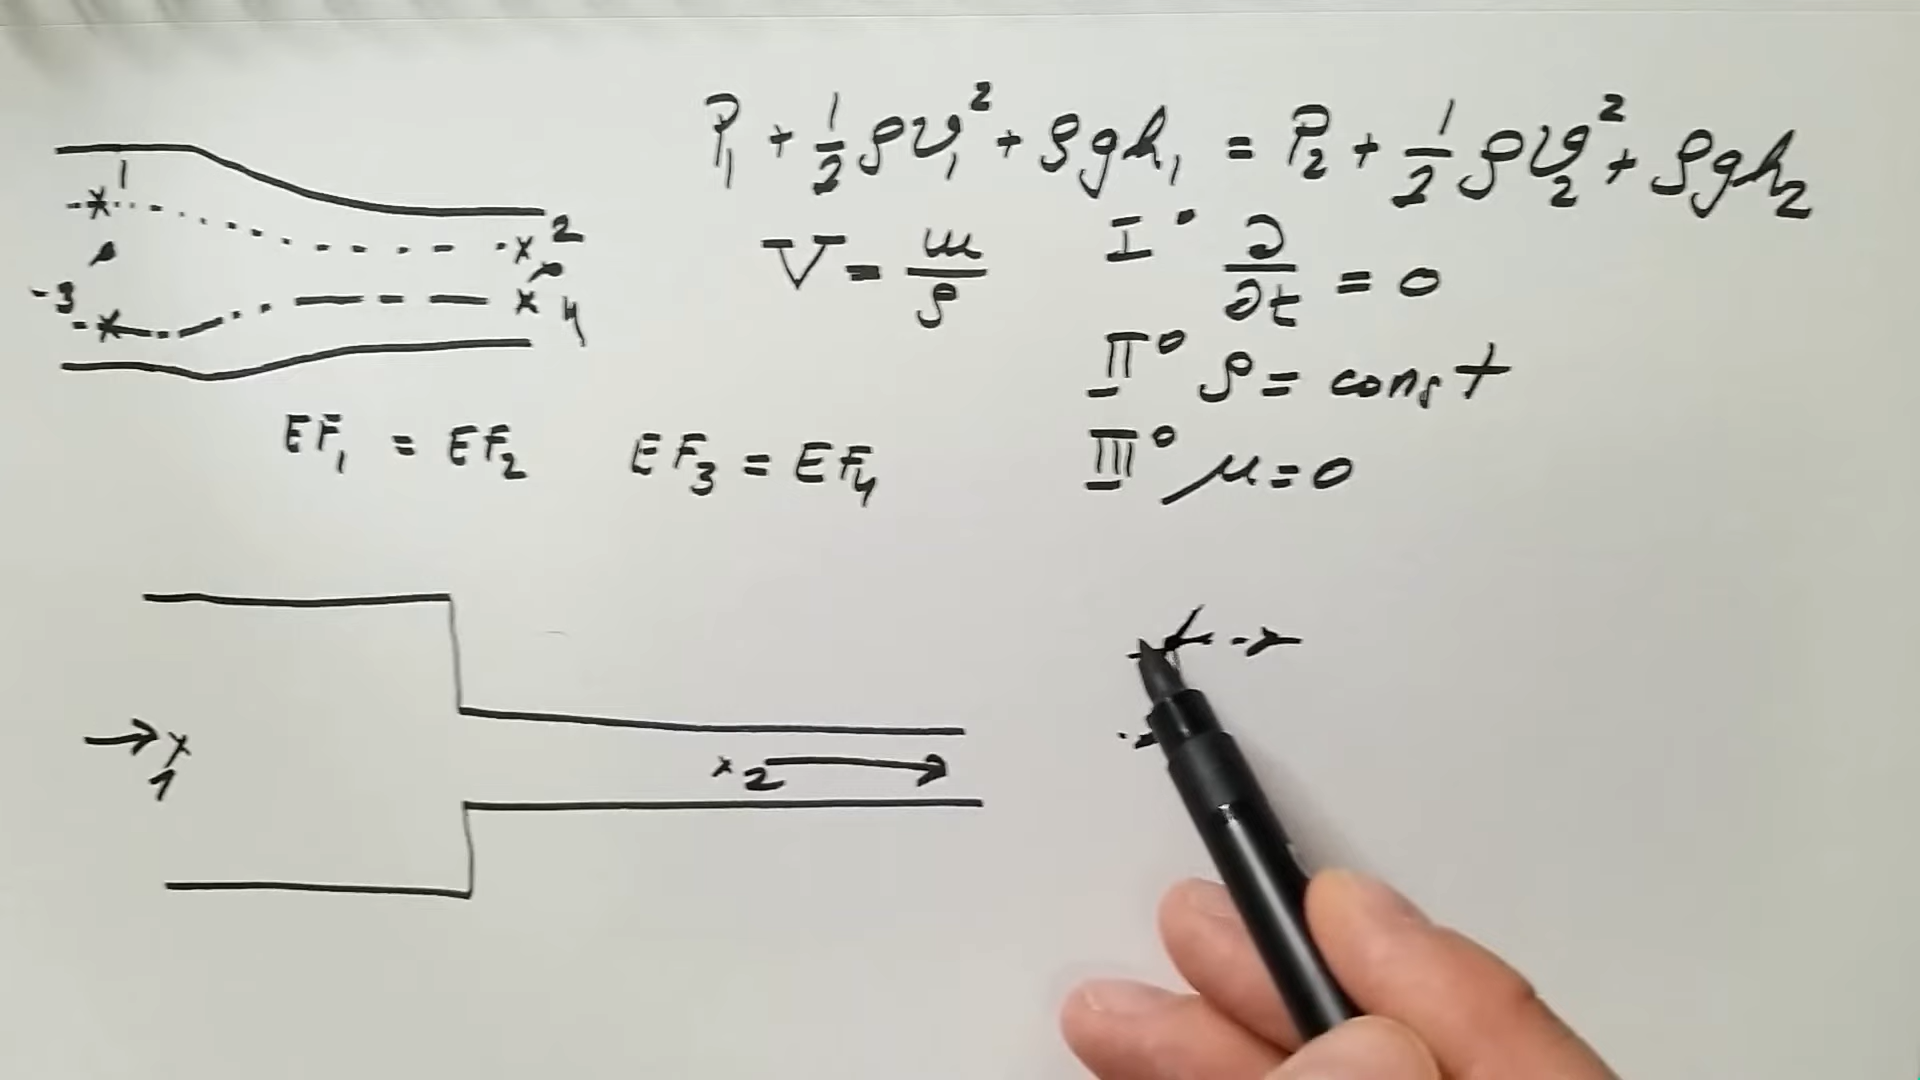 P₁ + 1/2 ρv₁² + ρgh₁ = P₂ + 1/2 ρv₂² + ρgh₂
V = m/ρ
I° ∂/∂t = 0
II° ρ = const
III° μ = 0
1
2
3
4
EF₁ = EF₂ EF₃ = EF₄
1
2